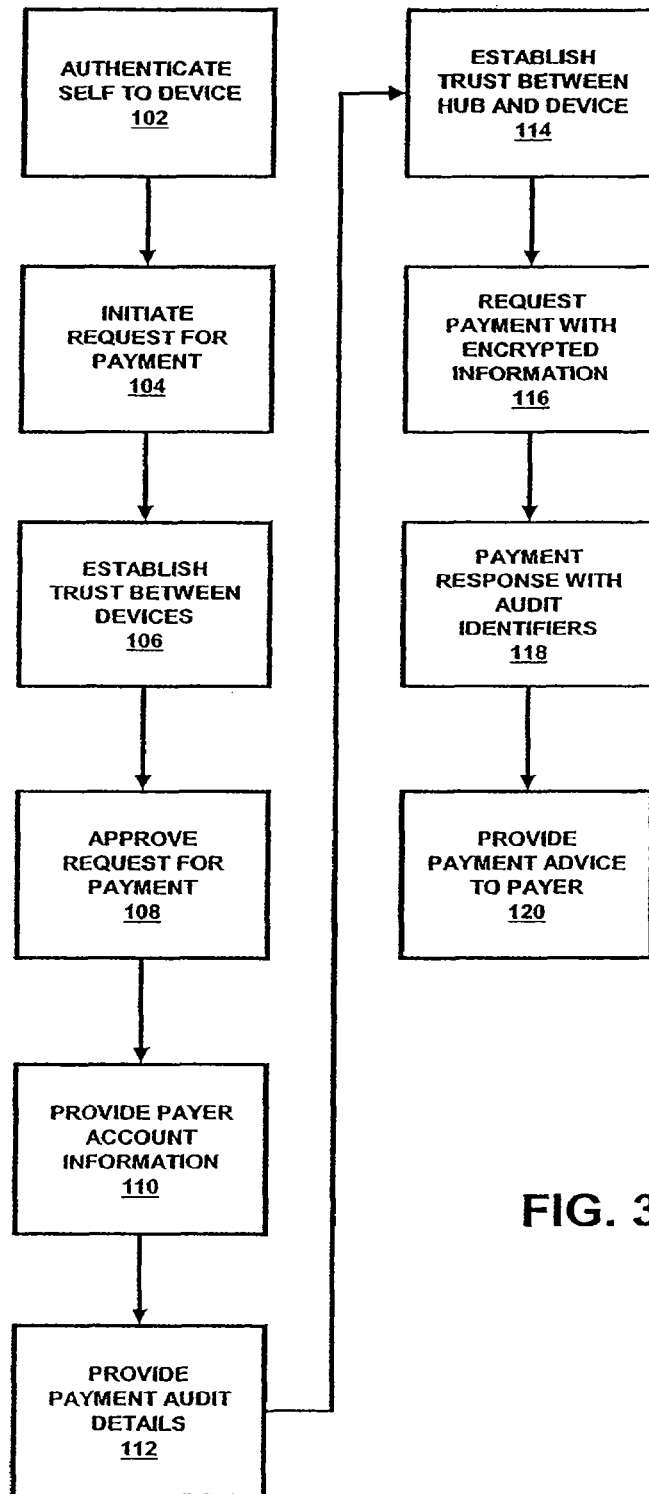 AUTHENTICATE
SELF TO DEVICE
102
INITIATE
REQUEST FOR
PAYMENT
104
ESTABLISH
TRUST BETWEEN
DEVICES
106
APPROVE
REQUEST FOR
PAYMENT
108
PROVIDE PAYER
ACCOUNT
INFORMATION
110
PROVIDE
PAYMENT AUDIT
DETAILS
112
ESTABLISH
TRUST BETWEEN
HUB AND DEVICE
114
REQUEST
PAYMENT WITH
ENCRYPTED
INFORMATION
116
PAYMENT
RESPONSE WITH
AUDIT
IDENTIFIERS
118
PROVIDE
PAYMENT ADVICE
TO PAYER
120
FIG. 3